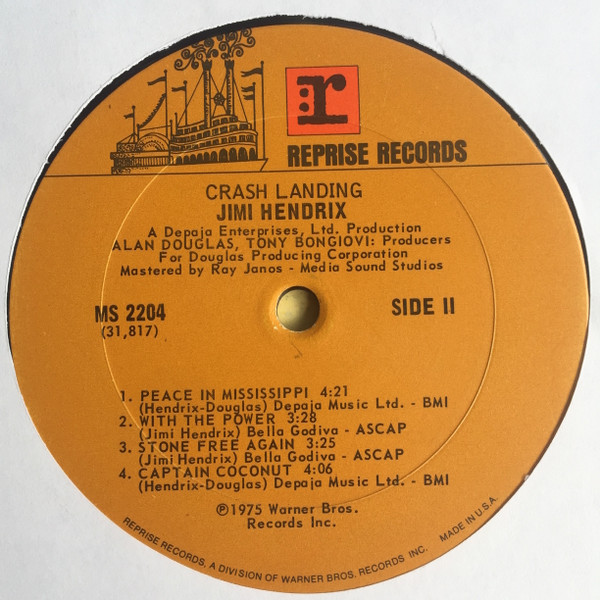 r
REPRISE RECORDS
CRASH LANDING
JIMI HENDRIX
A Depaja Enterprises, Ltd. Production
ALAN DOUGLAS, TONY BONGIOVI: Producers
For Douglas Producing Corporation
Mastered by Ray Janos - Media Sound Studios
MS 2204
(31,817)
SIDE II
1. PEACE IN MISSISSIPPI 4:21
(Hendrix-Douglas) Depaja Music Ltd. - BMI
2. WITH THE POWER 3:28
(Jimi Hendrix) Bella Godiva - ASCAP
3. STONE FREE AGAIN 3:25
(Jimi Hendrix) Bella Godiva - ASCAP
4. CAPTAIN COCONUT 4:06
(Hendrix-Douglas) Depaja Music Ltd. - BMI
℗1975 Warner Bros.
Records Inc.
REPRISE RECORDS, A DIVISION OF WARNER BROS. RECORDS INC. MADE IN U.S.A.